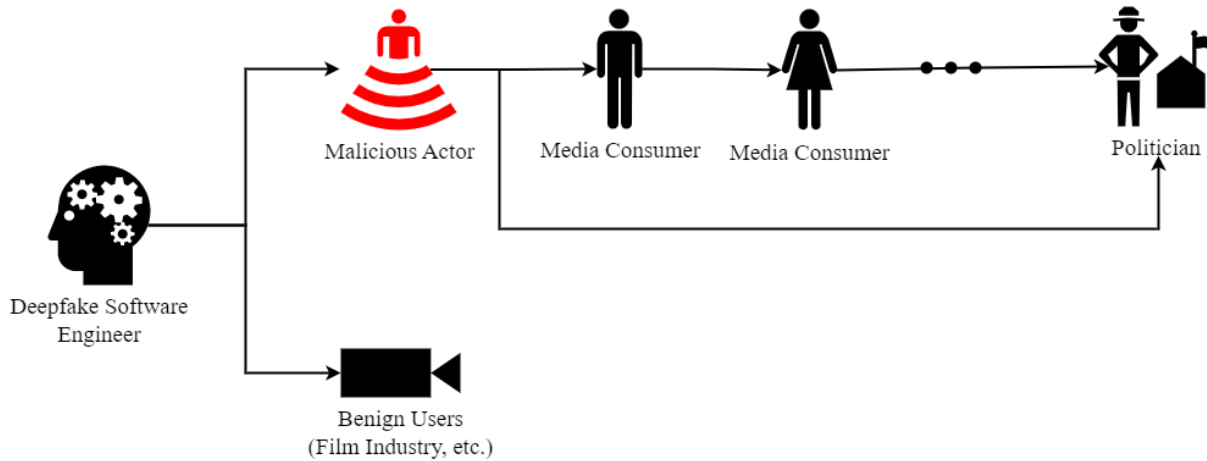 Malicious Actor
Media Consumer
Media Consumer
Politician
Deepfake Software
Engineer
Benign Users
(Film Industry, etc.)